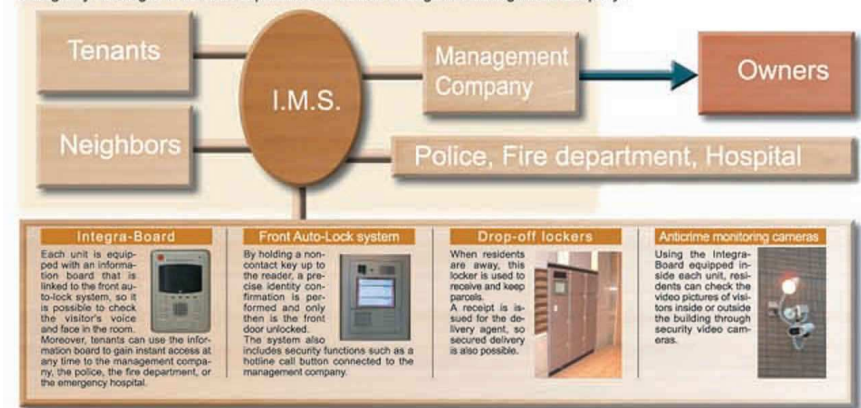 Tenants
Neighbors
I.M.S.
Management
Company
Owners
Police, Fire department, Hospital
Integra-Board
Each unit is equip-
ped with an informa-
tion board that is
linked to the front au-
to-lock system, so it
is possible to check
the visitor's voice
and face in the room.
Moreover, tenants can use the infor-
mation board to gain instant access at
any time to the management compa-
ny, the police, the fire department, or
the emergency hospital.
Front Auto-Lock system
By holding a non-
contact key up to
the reader, a pre-
cise identity con-
firmation is per-
formed and only
then is the front
door unlocked.
The system also
includes security functions such as a
hotline call button connected to the
management company.
Drop-off lockers
When residents
are away, this
locker is used to
receive and keep
parcels.
A receipt is is-
sued for the de-
livery agent, so
secured delivery
is also possible.
Anticrime monitoring cameras
Using the Integra-
Board equipped in-
side each unit, resi-
dents can check the
video pictures of visi-
tors inside or outside
the building through
security video cam-
eras.